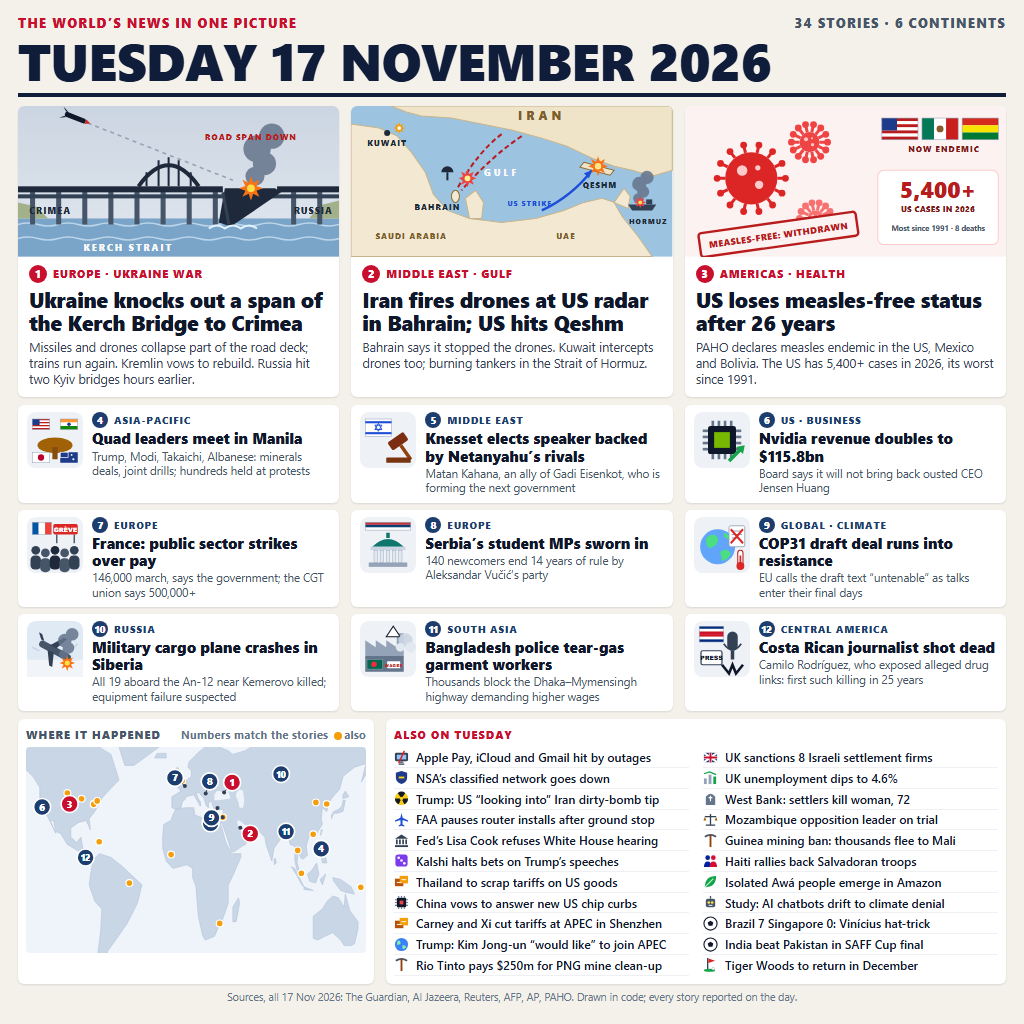 THE WORLD'S NEWS IN ONE PICTURE
34 STORIES · 6 CONTINENTS
TUESDAY 17 NOVEMBER 2026
ROAD SPAN DOWN
CRIMEA
RUSSIA
KERCH STRAIT
1 EUROPE · UKRAINE WAR
Ukraine knocks out a span of
the Kerch Bridge to Crimea
Missiles and drones collapse part of the road deck;
trains run again. Kremlin vows to rebuild. Russia hit
two Kyiv bridges hours earlier.
IRAN
KUWAIT
GULF
QESHM
BAHRAIN
US STRIKE
HORMUZ
SAUDI ARABIA
UAE
2 MIDDLE EAST · GULF
Iran fires drones at US radar
in Bahrain; US hits Qeshm
Bahrain says it stopped the drones. Kuwait intercepts
drones too; burning tankers in the Strait of Hormuz.
NOW ENDEMIC
5,400+
US CASES IN 2026
Most since 1991 · 8 deaths
MEASLES-FREE: WITHDRAWN
3 AMERICAS · HEALTH
US loses measles-free status
after 26 years
PAHO declares measles endemic in the US, Mexico
and Bolivia. The US has 5,400+ cases in 2026, its worst
since 1991.
4 ASIA-PACIFIC
Quad leaders meet in Manila
Trump, Modi, Takaichi, Albanese: minerals
deals, joint drills; hundreds held at protests
5 MIDDLE EAST
Knesset elects speaker backed
by Netanyahu's rivals
Matan Kahana, an ally of Gadi Eisenkot, who is
forming the next government
6 US · BUSINESS
Nvidia revenue doubles to
$115.8bn
Board says it will not bring back ousted CEO
Jensen Huang
GRÈVE
7 EUROPE
France: public sector strikes
over pay
146,000 march, says the government; the CGT
union says 500,000+
8 EUROPE
Serbia's student MPs sworn in
140 newcomers end 14 years of rule by
Aleksandar Vučić's party
9 GLOBAL · CLIMATE
COP31 draft deal runs into
resistance
EU calls the draft text "untenable" as talks
enter their final days
10 RUSSIA
Military cargo plane crashes in
Siberia
All 19 aboard the An-12 near Kemerovo killed;
equipment failure suspected
WAGES
11 SOUTH ASIA
Bangladesh police tear-gas
garment workers
Thousands block the Dhaka–Mymensingh
highway demanding higher wages
PRESS
12 CENTRAL AMERICA
Costa Rican journalist shot dead
Camilo Rodríguez, who exposed alleged drug
links: first such killing in 25 years
WHERE IT HAPPENED
Numbers match the stories
also
7
8
1
10
6
3
9
2
11
4
12
ALSO ON TUESDAY
Apple Pay, iCloud and Gmail hit by outages
NSA's classified network goes down
Trump: US "looking into" Iran dirty-bomb tip
FAA pauses router installs after ground stop
Fed's Lisa Cook refuses White House hearing
Kalshi halts bets on Trump's speeches
Thailand to scrap tariffs on US goods
China vows to answer new US chip curbs
Carney and Xi cut tariffs at APEC in Shenzhen
Trump: Kim Jong-un "would like" to join APEC
Rio Tinto pays $250m for PNG mine clean-up
UK sanctions 8 Israeli settlement firms
UK unemployment dips to 4.6%
West Bank: settlers kill woman, 72
Mozambique opposition leader on trial
Guinea mining ban: thousands flee to Mali
Haiti rallies back Salvadoran troops
Isolated Awá people emerge in Amazon
Study: AI chatbots drift to climate denial
Brazil 7 Singapore 0: Vinícius hat-trick
India beat Pakistan in SAFF Cup final
Tiger Woods to return in December
Sources, all 17 Nov 2026: The Guardian, Al Jazeera, Reuters, AFP, AP, PAHO. Drawn in code; every story reported on the day.